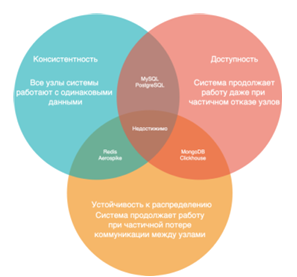 Консистентность
Все узлы системы
работают с одинаковыми
данными
MySQL
PostgreSQL
Доступность
Система продолжает
работу даже при
частичном отказе узлов
Недостижимо
Redis
Aerospike
MongoDB
Clickhouse
Устойчивость к распределению
Система продолжает работу
при частичной потере
коммуникации между узлами